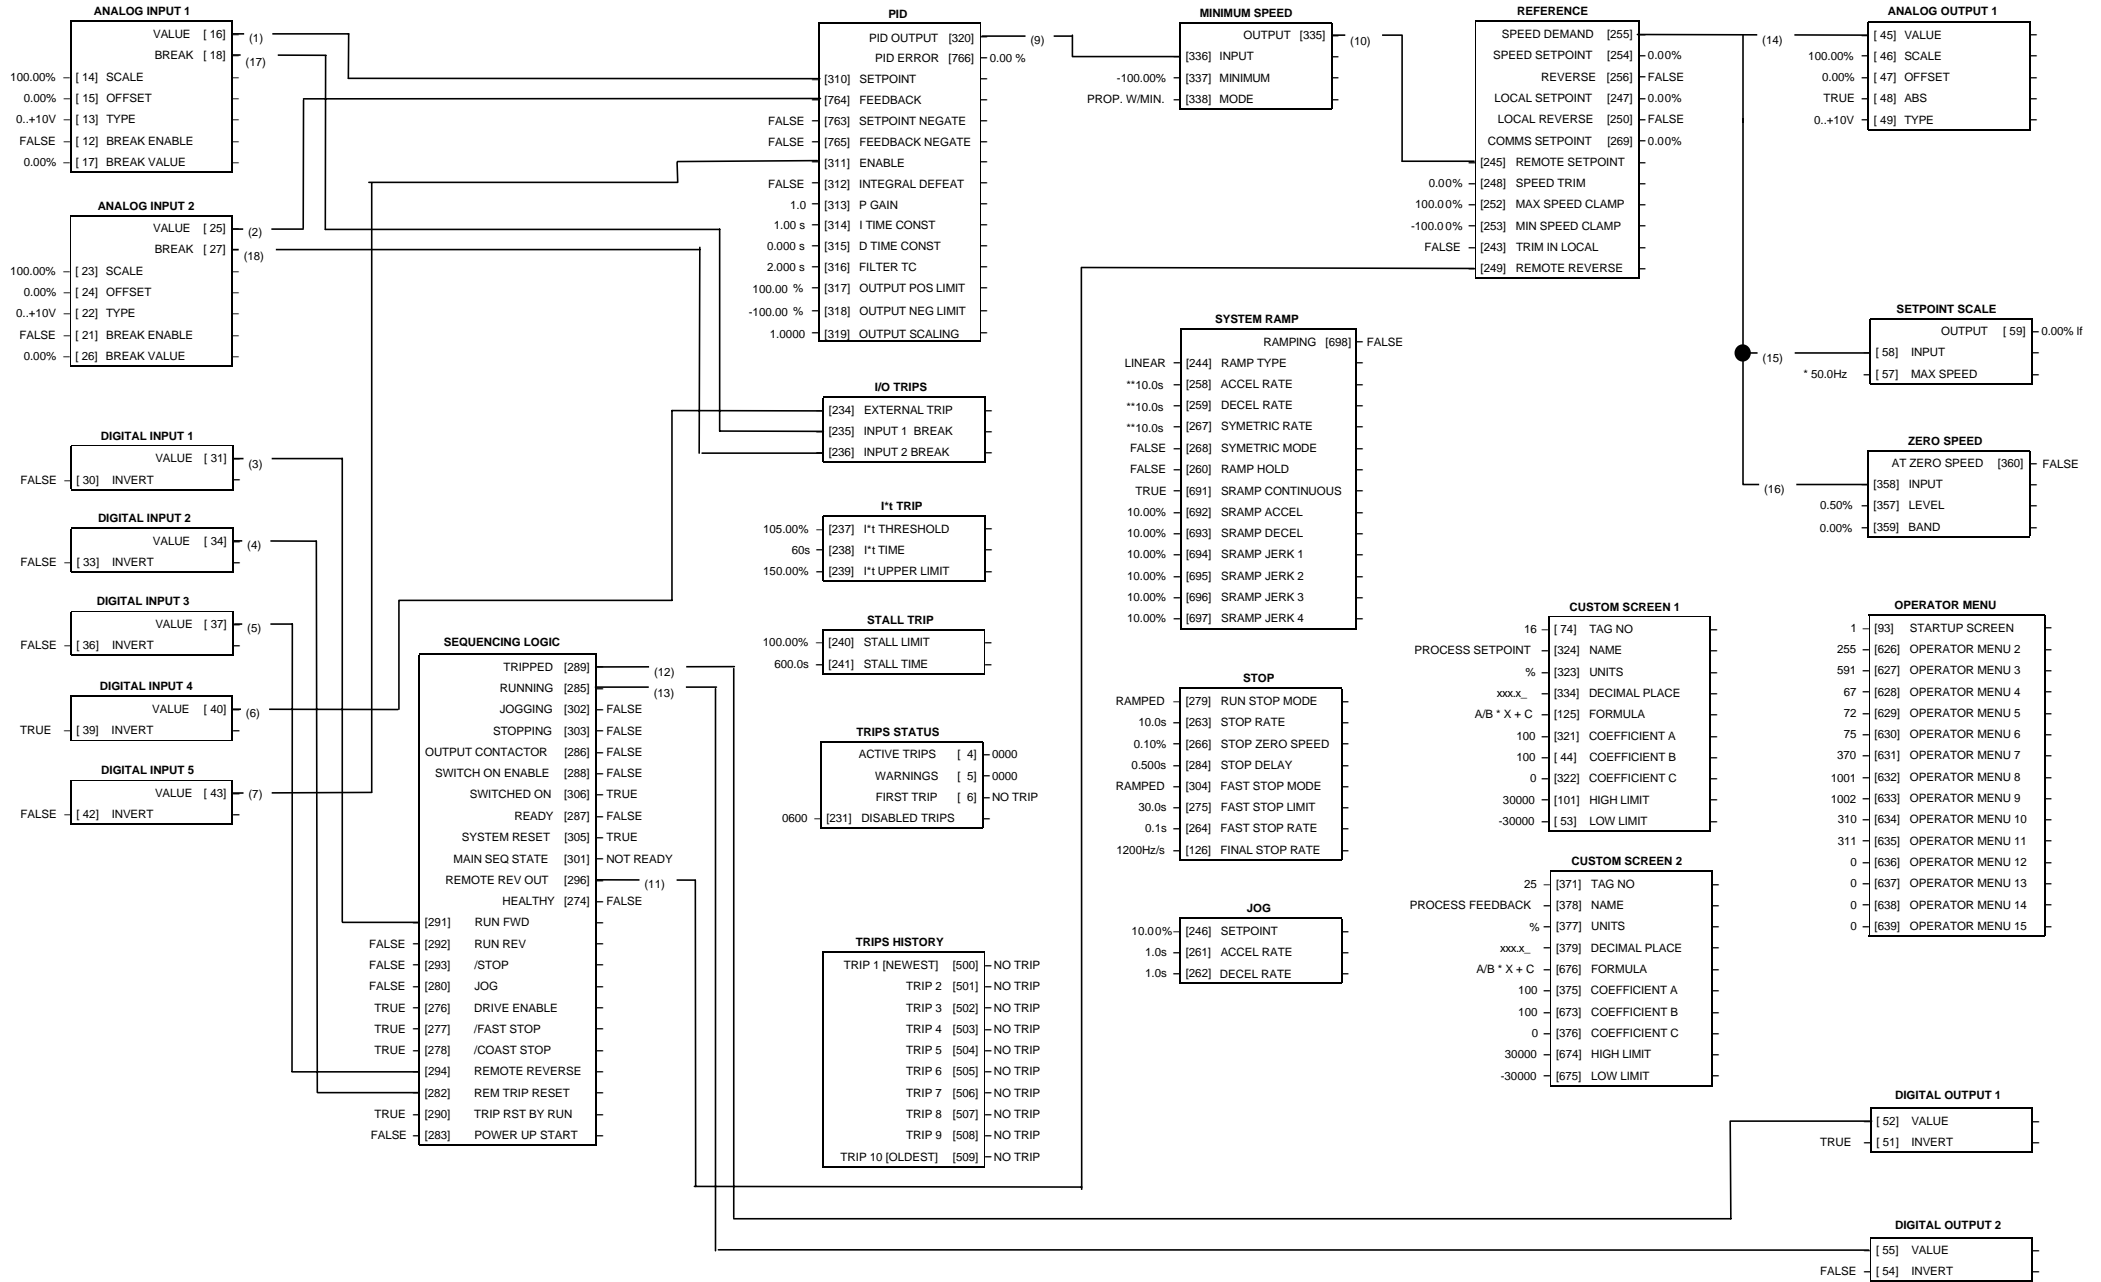 ANALOG INPUT 1
VALUE [ 16] (1)
BREAK [ 18] (17)
100.00% [ 14] SCALE
0.00% [ 15] OFFSET
0..+10V [ 13] TYPE
FALSE [ 12] BREAK ENABLE
0.00% [ 17] BREAK VALUE
ANALOG INPUT 2
VALUE [ 25] (2)
BREAK [ 27] (18)
100.00% [ 23] SCALE
0.00% [ 24] OFFSET
0..+10V [ 22] TYPE
FALSE [ 21] BREAK ENABLE
0.00% [ 26] BREAK VALUE
DIGITAL INPUT 1
VALUE [ 31] (3)
FALSE [ 30] INVERT
DIGITAL INPUT 2
VALUE [ 34] (4)
FALSE [ 33] INVERT
DIGITAL INPUT 3
VALUE [ 37] (5)
FALSE [ 36] INVERT
DIGITAL INPUT 4
VALUE [ 40] (6)
TRUE [ 39] INVERT
DIGITAL INPUT 5
VALUE [ 43] (7)
FALSE [ 42] INVERT
SEQUENCING LOGIC
TRIPPED [289] (12)
RUNNING [285] (13)
JOGGING [302] FALSE
STOPPING [303] FALSE
OUTPUT CONTACTOR [286] FALSE
SWITCH ON ENABLE [288] FALSE
SWITCHED ON [306] TRUE
READY [287] FALSE
SYSTEM RESET [305] TRUE
MAIN SEQ STATE [301] NOT READY
REMOTE REV OUT [296] (11)
HEALTHY [274] FALSE
[291] RUN FWD
FALSE [292] RUN REV
FALSE [293] /STOP
FALSE [280] JOG
TRUE [276] DRIVE ENABLE
TRUE [277] /FAST STOP
TRUE [278] /COAST STOP
[294] REMOTE REVERSE
[282] REM TRIP RESET
TRUE [290] TRIP RST BY RUN
FALSE [283] POWER UP START
PID
PID OUTPUT [320] (9)
PID ERROR [766] 0.00 %
[310] SETPOINT
[764] FEEDBACK
FALSE [763] SETPOINT NEGATE
FALSE [765] FEEDBACK NEGATE
[311] ENABLE
FALSE [312] INTEGRAL DEFEAT
1.0 [313] P GAIN
1.00 s [314] I TIME CONST
0.000 s [315] D TIME CONST
2.000 s [316] FILTER TC
100.00 % [317] OUTPUT POS LIMIT
-100.00 % [318] OUTPUT NEG LIMIT
1.0000 [319] OUTPUT SCALING
I/O TRIPS
[234] EXTERNAL TRIP
[235] INPUT 1 BREAK
[236] INPUT 2 BREAK
I*t TRIP
105.00% [237] I*t THRESHOLD
60s [238] I*t TIME
150.00% [239] I*t UPPER LIMIT
STALL TRIP
100.00% [240] STALL LIMIT
600.0s [241] STALL TIME
TRIPS STATUS
ACTIVE TRIPS [ 4] 0000
WARNINGS [ 5] 0000
FIRST TRIP [ 6] NO TRIP
0600 [231] DISABLED TRIPS
TRIPS HISTORY
TRIP 1 [NEWEST] [500] NO TRIP
TRIP 2 [501] NO TRIP
TRIP 3 [502] NO TRIP
TRIP 4 [503] NO TRIP
TRIP 5 [504] NO TRIP
TRIP 6 [505] NO TRIP
TRIP 7 [506] NO TRIP
TRIP 8 [507] NO TRIP
TRIP 9 [508] NO TRIP
TRIP 10 [OLDEST] [509] NO TRIP
MINIMUM SPEED
OUTPUT [335] (10)
[336] INPUT
-100.00% [337] MINIMUM
PROP. W/MIN. [338] MODE
SYSTEM RAMP
RAMPING [698] FALSE
LINEAR [244] RAMP TYPE
**10.0s [258] ACCEL RATE
**10.0s [259] DECEL RATE
**10.0s [267] SYMETRIC RATE
FALSE [268] SYMETRIC MODE
FALSE [260] RAMP HOLD
TRUE [691] SRAMP CONTINUOUS
10.00% [692] SRAMP ACCEL
10.00% [693] SRAMP DECEL
10.00% [694] SRAMP JERK 1
10.00% [695] SRAMP JERK 2
10.00% [696] SRAMP JERK 3
10.00% [697] SRAMP JERK 4
STOP
RAMPED [279] RUN STOP MODE
10.0s [263] STOP RATE
0.10% [266] STOP ZERO SPEED
0.500s [284] STOP DELAY
RAMPED [304] FAST STOP MODE
30.0s [275] FAST STOP LIMIT
0.1s [264] FAST STOP RATE
1200Hz/s [126] FINAL STOP RATE
JOG
10.00% [246] SETPOINT
1.0s [261] ACCEL RATE
1.0s [262] DECEL RATE
REFERENCE
SPEED DEMAND [255] (14)
SPEED SETPOINT [254] 0.00%
REVERSE [256] FALSE
LOCAL SETPOINT [247] 0.00%
LOCAL REVERSE [250] FALSE
COMMS SETPOINT [269] 0.00%
[245] REMOTE SETPOINT
0.00% [248] SPEED TRIM
100.00% [252] MAX SPEED CLAMP
-100.00% [253] MIN SPEED CLAMP
FALSE [243] TRIM IN LOCAL
[249] REMOTE REVERSE
CUSTOM SCREEN 1
16 [ 74] TAG NO
PROCESS SETPOINT [324] NAME
% [323] UNITS
xxx.x_ [334] DECIMAL PLACE
A/B * X + C [125] FORMULA
100 [321] COEFFICIENT A
100 [ 44] COEFFICIENT B
0 [322] COEFFICIENT C
30000 [101] HIGH LIMIT
-30000 [ 53] LOW LIMIT
CUSTOM SCREEN 2
25 [371] TAG NO
PROCESS FEEDBACK [378] NAME
% [377] UNITS
xxx.x_ [379] DECIMAL PLACE
A/B * X + C [676] FORMULA
100 [375] COEFFICIENT A
100 [673] COEFFICIENT B
0 [376] COEFFICIENT C
30000 [674] HIGH LIMIT
-30000 [675] LOW LIMIT
ANALOG OUTPUT 1
[ 45] VALUE
100.00% [ 46] SCALE
0.00% [ 47] OFFSET
TRUE [ 48] ABS
0..+10V [ 49] TYPE
SETPOINT SCALE
OUTPUT [ 59] 0.00% lf
(15) [ 58] INPUT
* 50.0Hz [ 57] MAX SPEED
ZERO SPEED
AT ZERO SPEED [360] FALSE
(16) [358] INPUT
0.50% [357] LEVEL
0.00% [359] BAND
OPERATOR MENU
1 [93] STARTUP SCREEN
255 [626] OPERATOR MENU 2
591 [627] OPERATOR MENU 3
67 [628] OPERATOR MENU 4
72 [629] OPERATOR MENU 5
75 [630] OPERATOR MENU 6
370 [631] OPERATOR MENU 7
1001 [632] OPERATOR MENU 8
1002 [633] OPERATOR MENU 9
310 [634] OPERATOR MENU 10
311 [635] OPERATOR MENU 11
0 [636] OPERATOR MENU 12
0 [637] OPERATOR MENU 13
0 [638] OPERATOR MENU 14
0 [639] OPERATOR MENU 15
DIGITAL OUTPUT 1
[ 52] VALUE
TRUE [ 51] INVERT
DIGITAL OUTPUT 2
[ 55] VALUE
FALSE [ 54] INVERT